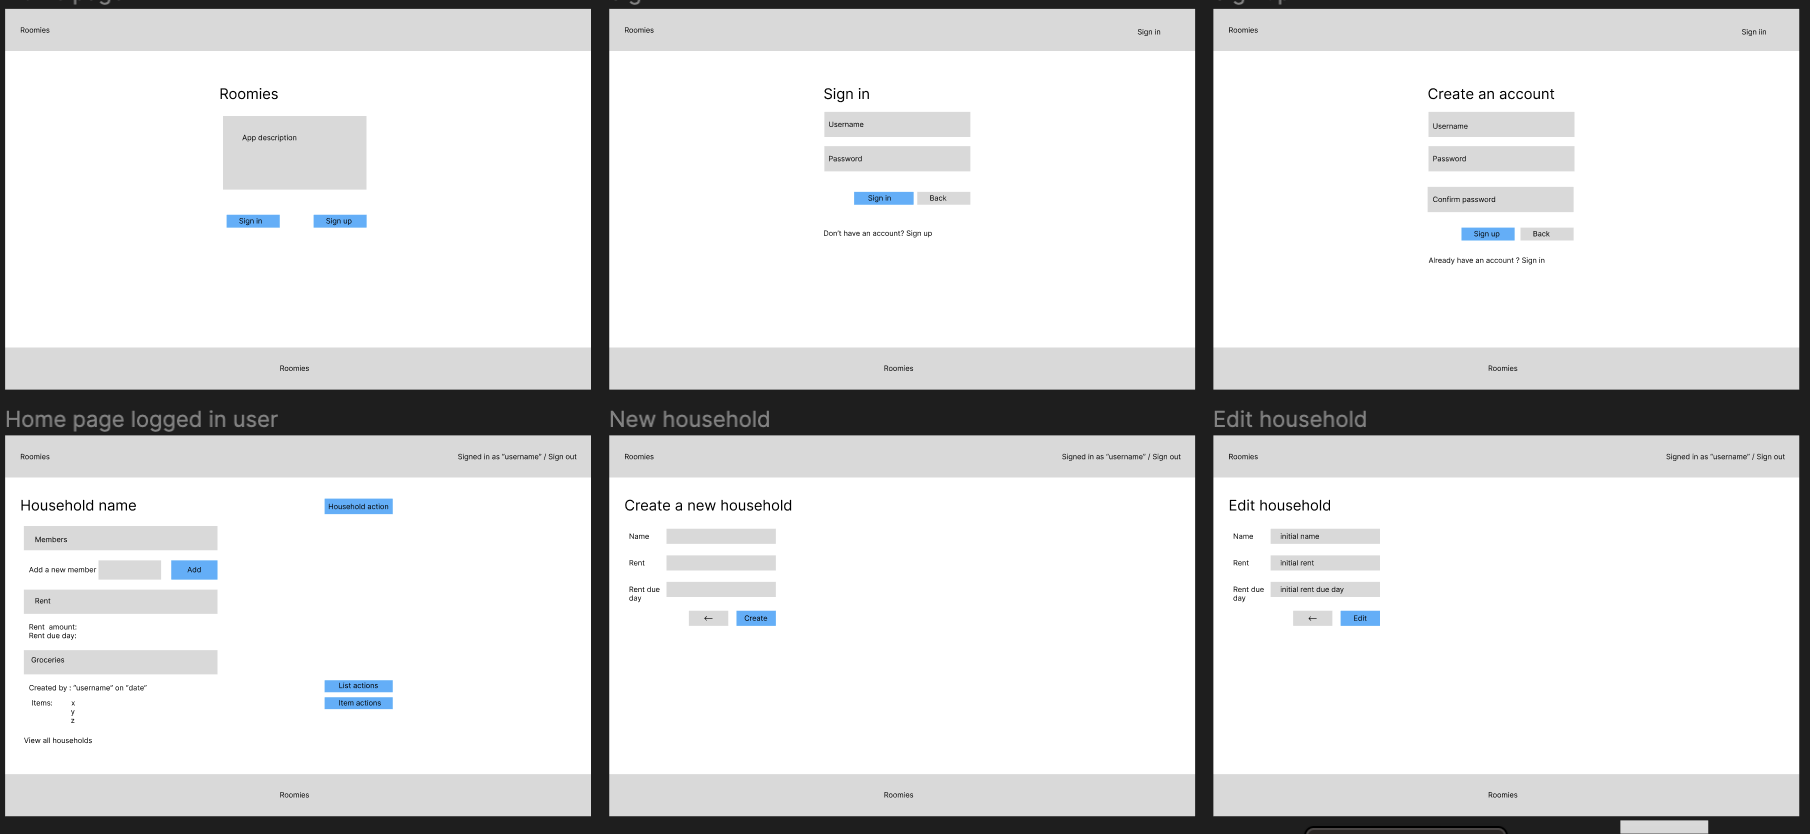 Roomies
Roomies
App description
Sign in
Sign up
Roomies
Roomies
Sign in
Sign in
Username
Password
Sign in
Back
Don't have an account? Sign up
Roomies
Roomies
Sign iin
Create an account
Username
Password
Confirm password
Sign up
Back
Already have an account ? Sign in
Roomies
Home page logged in user
Roomies
Signed in as "username" / Sign out
Household name
Household action
Members
Add a new member
Add
Rent
Rent amount:
Rent due day:
Groceries
Created by : "username" on "date"
List actions
Items:
x
y
z
Item actions
View all households
Roomies
New household
Roomies
Signed in as "username" / Sign out
Create a new household
Name
Rent
Rent due
day
←
Create
Roomies
Edit household
Roomies
Signed in as "username" / Sign out
Edit household
Name
initial name
Rent
initial rent
Rent due
day
initial rent due day
←
Edit
Roomies